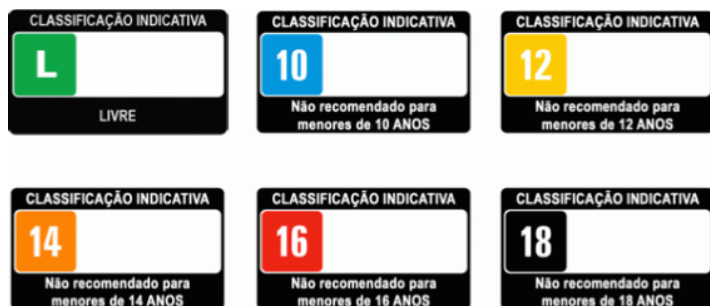 CLASSIFICAÇÃO INDICATIVA
L
LIVRE
CLASSIFICAÇÃO INDICATIVA
10
Não recomendado para
menores de 10 ANOS
CLASSIFICAÇÃO INDICATIVA
12
Não recomendado para
menores de 12 ANOS
CLASSIFICAÇÃO INDICATIVA
14
Não recomendado para
menores de 14 ANOS
CLASSIFICAÇÃO INDICATIVA
16
Não recomendado para
menores de 16 ANOS
CLASSIFICAÇÃO INDICATIVA
18
Não recomendado para
menores de 18 ANOS